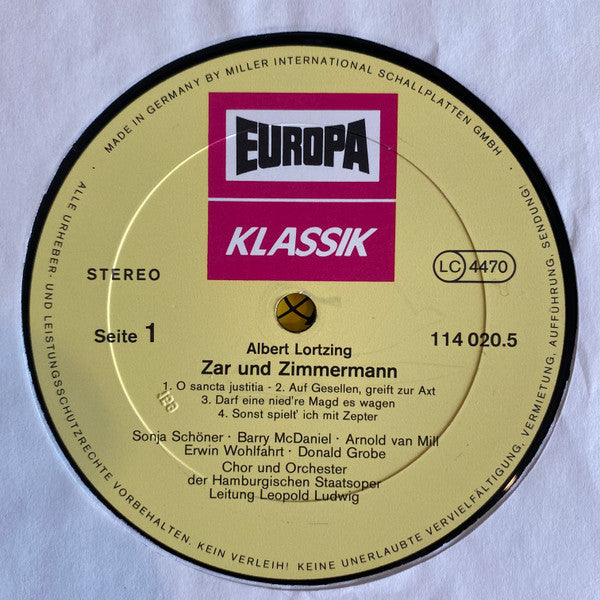 MADE IN GERMANY BY MILLER INTERNATIONAL SCHALLPLATTEN GMBH
EUROPA
KLASSIK
STEREO
LC 4470
Seite 1
114 020.5
Albert Lortzing
Zar und Zimmermann
1. O sancta justitia - 2. Auf Gesellen, greift zur Axt
3. Darf eine nied're Magd es wagen
4. Sonst spielt' ich mit Zepter
Sonja Schöner · Barry McDaniel · Arnold van Mill
Erwin Wohlfahrt · Donald Grobe
Chor und Orchester
der Hamburgischen Staatsoper
Leitung Leopold Ludwig
ALLE URHEBER- UND LEISTUNGSSCHUTZRECHTE VORBEHALTEN. KEIN VERLEIH! KEINE UNERLAUBTE VERVIELFÄLTIGUNG, VERMIETUNG, AUFFÜHRUNG, SENDUNG!